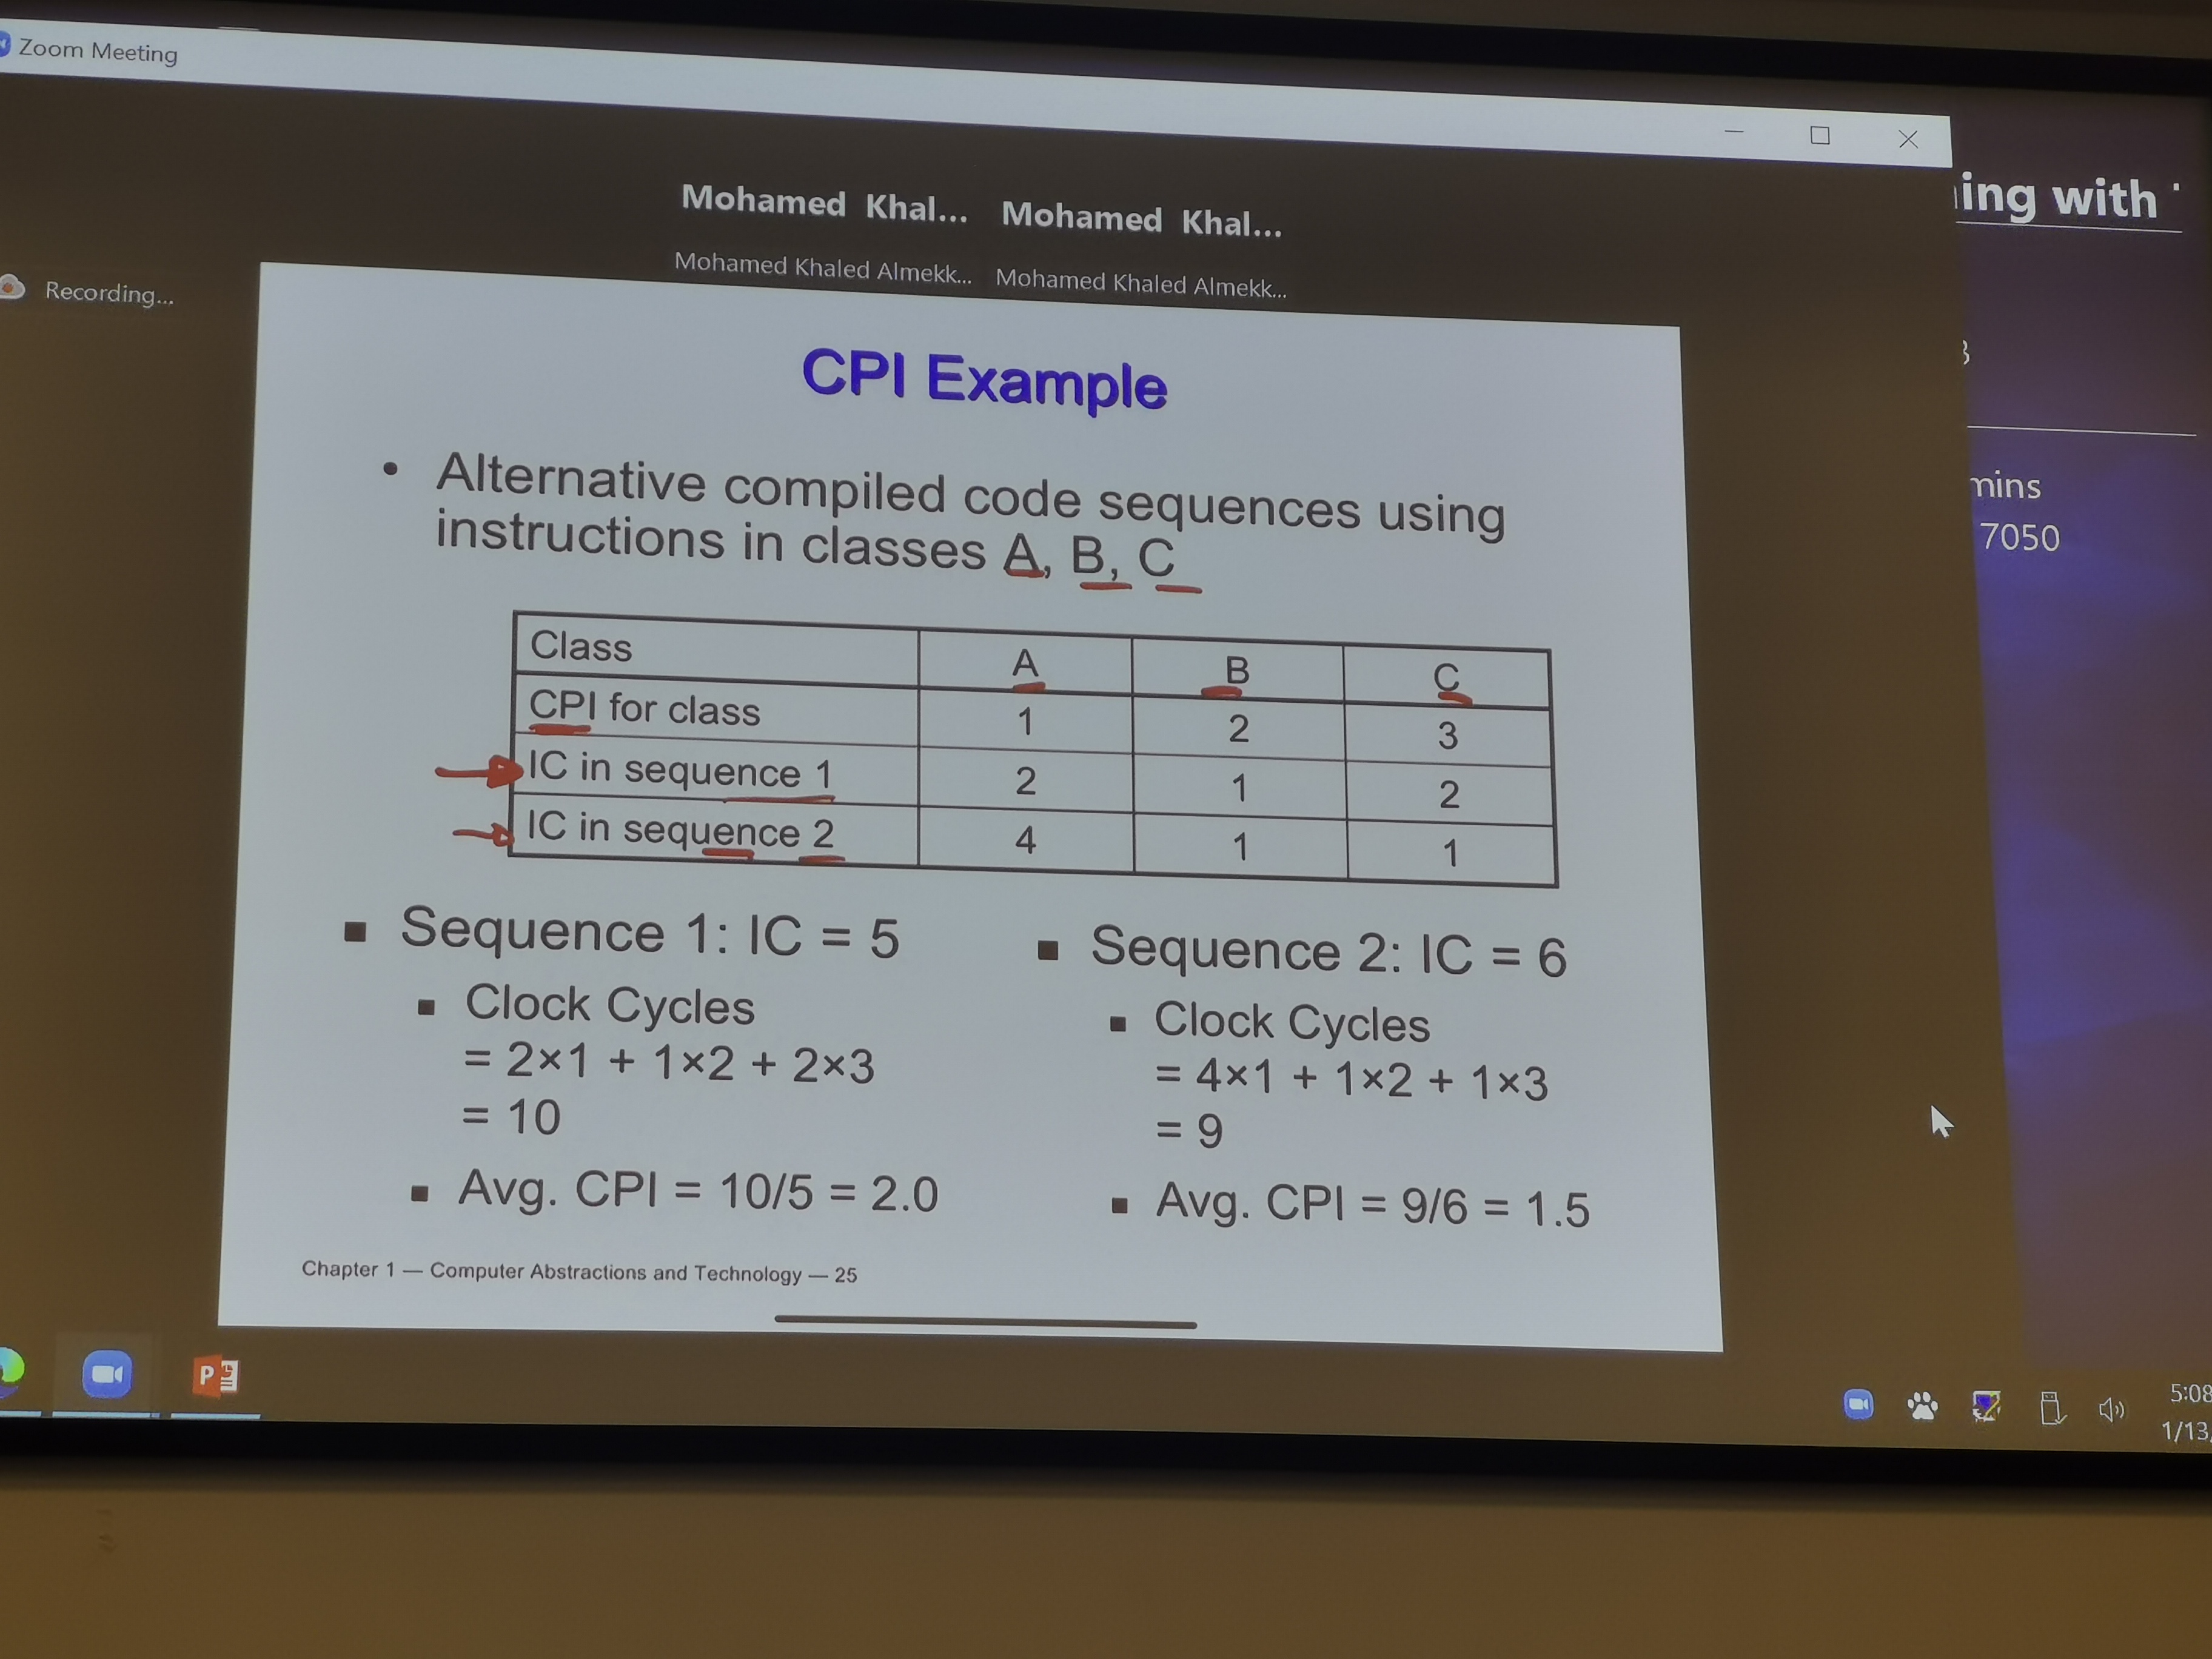 Zoom Meeting
Mohamed Khal... Mohamed Khal...
Mohamed Khaled Almekk... Mohamed Khaled Almekk...
Recording...
ing with
mins
7050
CPI Example
• Alternative compiled code sequences using
instructions in classes A, B, C
Class A B C
CPI for class 1 2 3
IC in sequence 1 2 1 2
IC in sequence 2 4 1 1
▪ Sequence 1: IC = 5
▪ Clock Cycles
= 2×1 + 1×2 + 2×3
= 10
▪ Avg. CPI = 10/5 = 2.0
▪ Sequence 2: IC = 6
▪ Clock Cycles
= 4×1 + 1×2 + 1×3
= 9
▪ Avg. CPI = 9/6 = 1.5
Chapter 1 — Computer Abstractions and Technology — 25
5:08
1/13